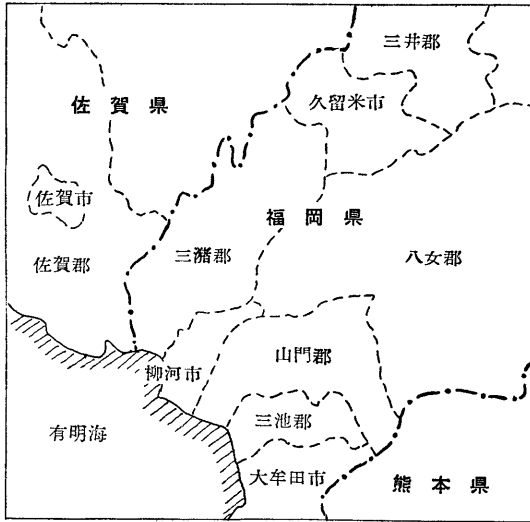 三井郡
佐賀県
久留米市
佐賀市
福岡県
佐賀郡
三潴郡
八女郡
柳河市
山門郡
三池郡
有明海
大牟田市
熊本県